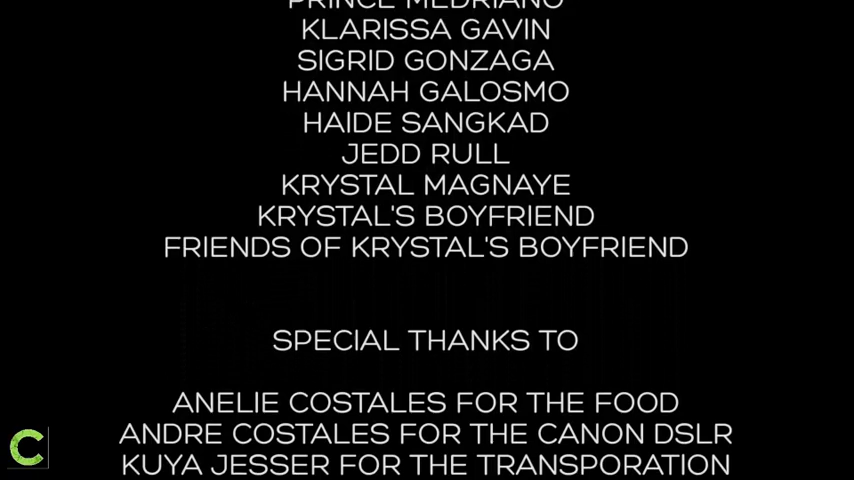 PRINCE MEDRIANO
KLARISSA GAVIN
SIGRID GONZAGA
HANNAH GALOSMO
HAIDE SANGKAD
JEDD RULL
KRYSTAL MAGNAYE
KRYSTAL'S BOYFRIEND
FRIENDS OF KRYSTAL'S BOYFRIEND
SPECIAL THANKS TO
ANELIE COSTALES FOR THE FOOD
ANDRE COSTALES FOR THE CANON DSLR
KUYA JESSER FOR THE TRANSPORATION
C